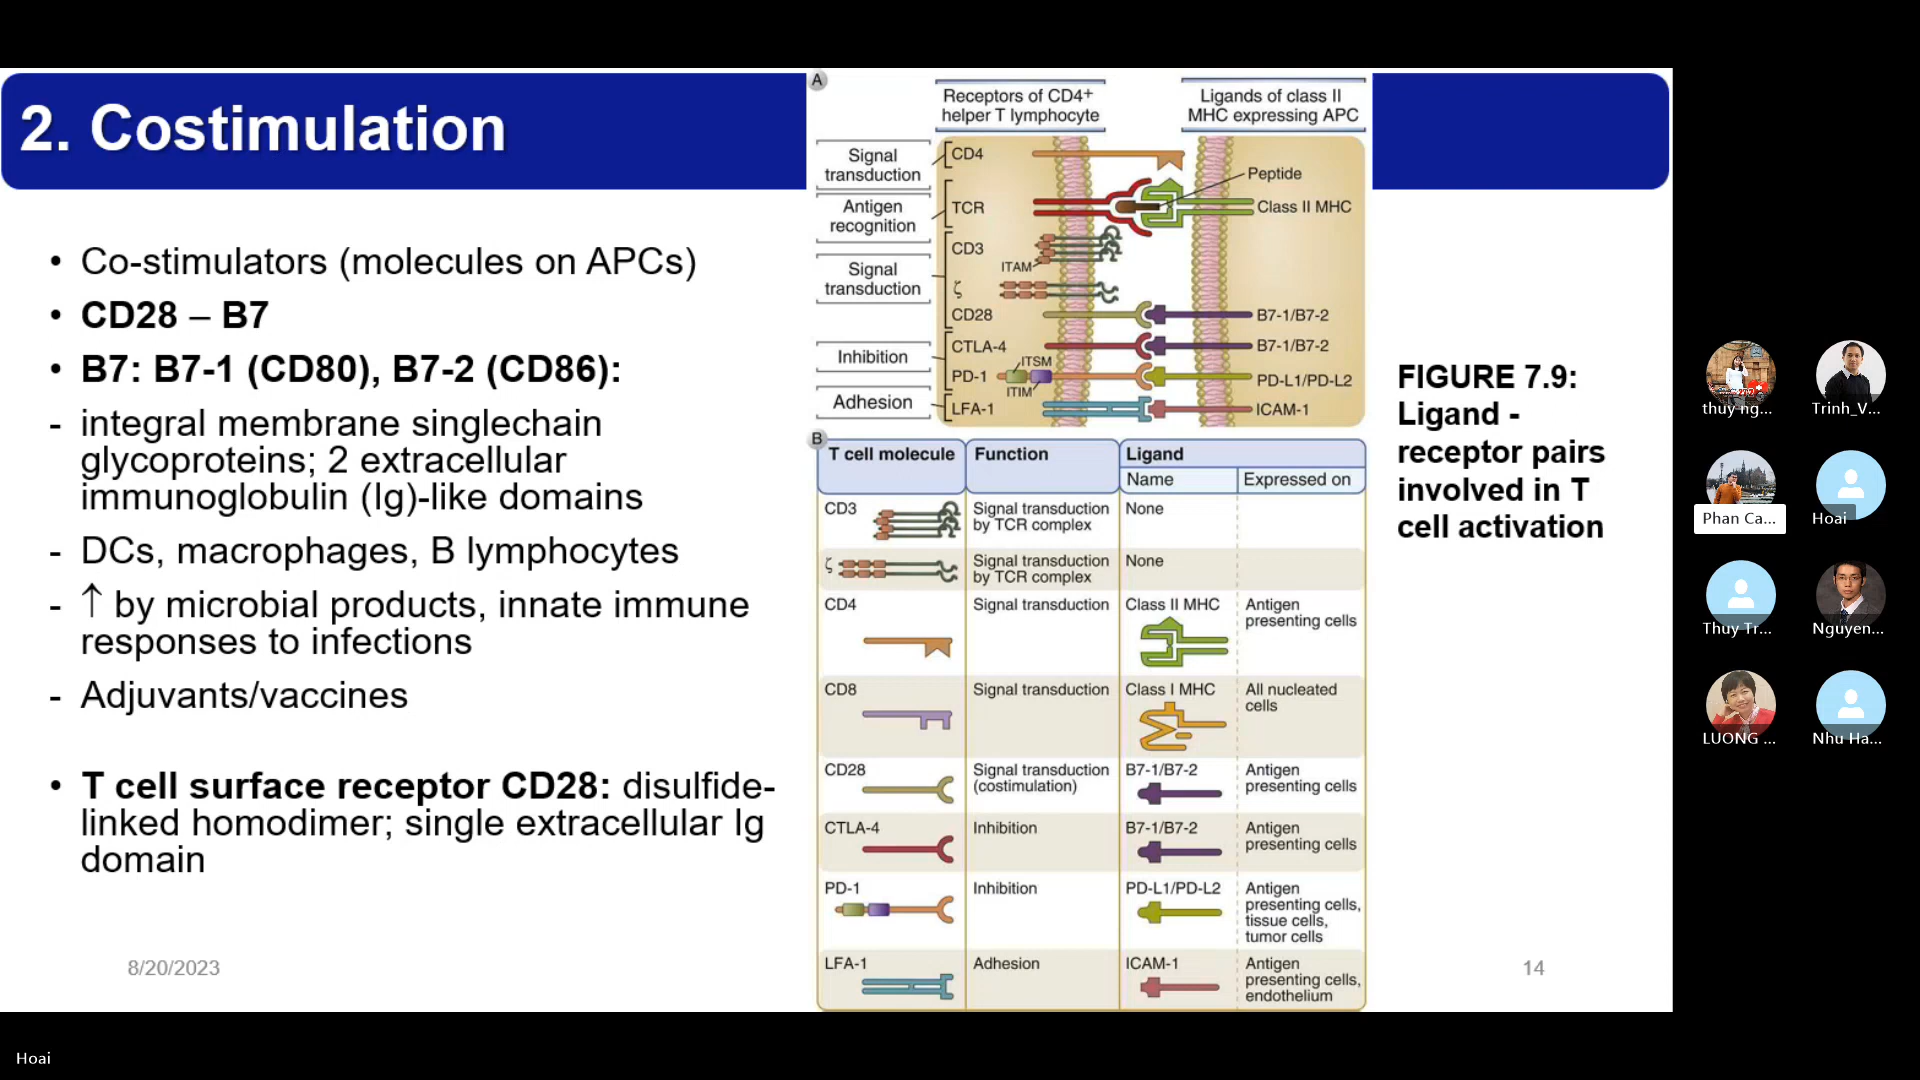 2. Costimulation
• Co-stimulators (molecules on APCs)
• CD28 – B7
• B7: B7-1 (CD80), B7-2 (CD86):
- integral membrane singlechain
glycoproteins; 2 extracellular
immunoglobulin (Ig)-like domains
- DCs, macrophages, B lymphocytes
- ↑ by microbial products, innate immune
responses to infections
- Adjuvants/vaccines
• T cell surface receptor CD28: disulfide-
linked homodimer; single extracellular Ig
domain
8/20/2023
A
Receptors of CD4+
helper T lymphocyte
Ligands of class II
MHC expressing APC
Signal
transduction
Antigen
recognition
Signal
transduction
Inhibition
Adhesion
CD4
TCR
CD3
ITAM
ζ
CD28
CTLA-4
ITSM
PD-1
ITIM
LFA-1
Peptide
Class II MHC
B7-1/B7-2
B7-1/B7-2
PD-L1/PD-L2
ICAM-1
B
T cell molecule Function Ligand
Name Expressed on
CD3 Signal transduction None
by TCR complex
ζ Signal transduction None
by TCR complex
CD4 Signal transduction Class II MHC Antigen
presenting cells
CD8 Signal transduction Class I MHC All nucleated
cells
CD28 Signal transduction B7-1/B7-2 Antigen
(costimulation) presenting cells
CTLA-4 Inhibition B7-1/B7-2 Antigen
presenting cells
PD-1 Inhibition PD-L1/PD-L2 Antigen
presenting cells,
tissue cells,
tumor cells
LFA-1 Adhesion ICAM-1 Antigen
presenting cells,
endothelium
FIGURE 7.9:
Ligand -
receptor pairs
involved in T
cell activation
14
thuy ng... Trinh_V...
Phan Ca... Hoai
Thuy Tr... Nguyen...
LUONG ... Nhu Ha...
Hoai